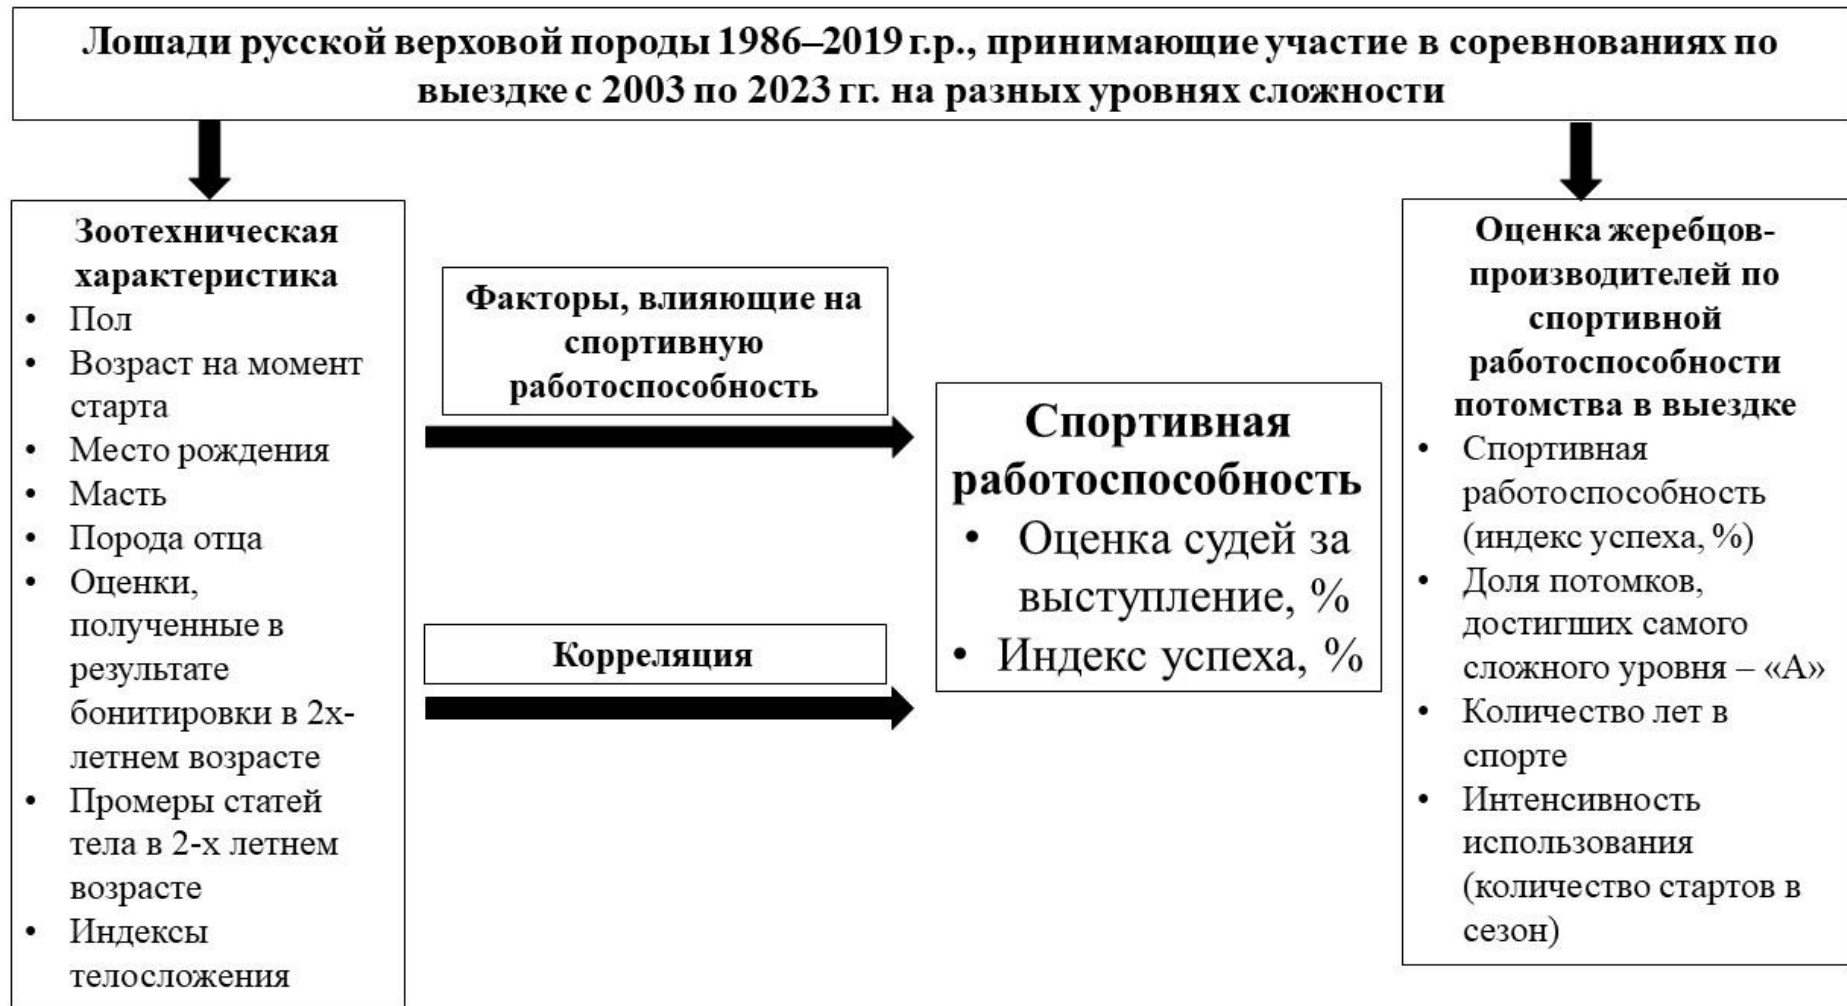 Лошади русской верховой породы 1986–2019 г.р., принимающие участие в соревнованиях по
выездке с 2003 по 2023 гг. на разных уровнях сложности
Зоотехническая
характеристика
• Пол
• Возраст на момент
старта
• Место рождения
• Масть
• Порода отца
• Оценки,
полученные в
результате
бонитировки в 2х-
летнем возрасте
• Промеры статей
тела в 2-х летнем
возрасте
• Индексы
телосложения
Факторы, влияющие на
спортивную
работоспособность
Корреляция
Спортивная
работоспособность
• Оценка судей за
выступление, %
• Индекс успеха, %
Оценка жеребцов-
производителей по
спортивной
работоспособности
потомства в выездке
• Спортивная
работоспособность
(индекс успеха, %)
• Доля потомков,
достигших самого
сложного уровня – «А»
• Количество лет в
спорте
• Интенсивность
использования
(количество стартов в
сезон)